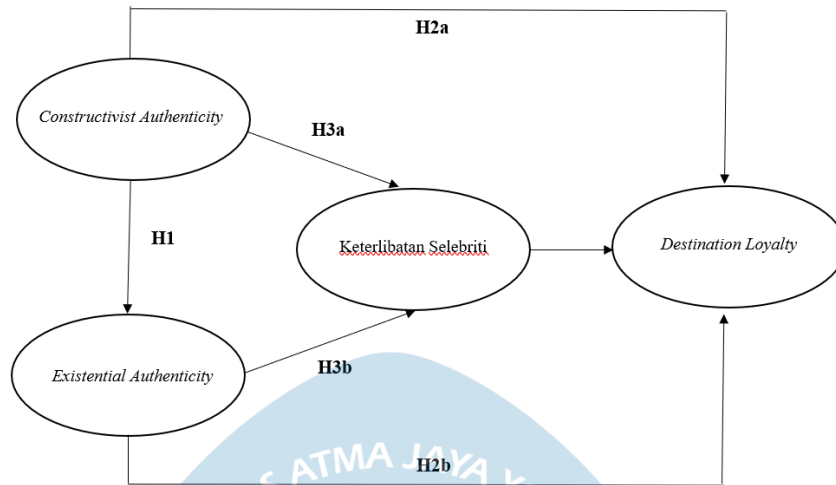 H2a
Constructivist Authenticity
H3a
H1
Keterlibatan Selebriti
Destination Loyalty
Existential Authenticity
H3b
S ATMA JAYA Y
H2b